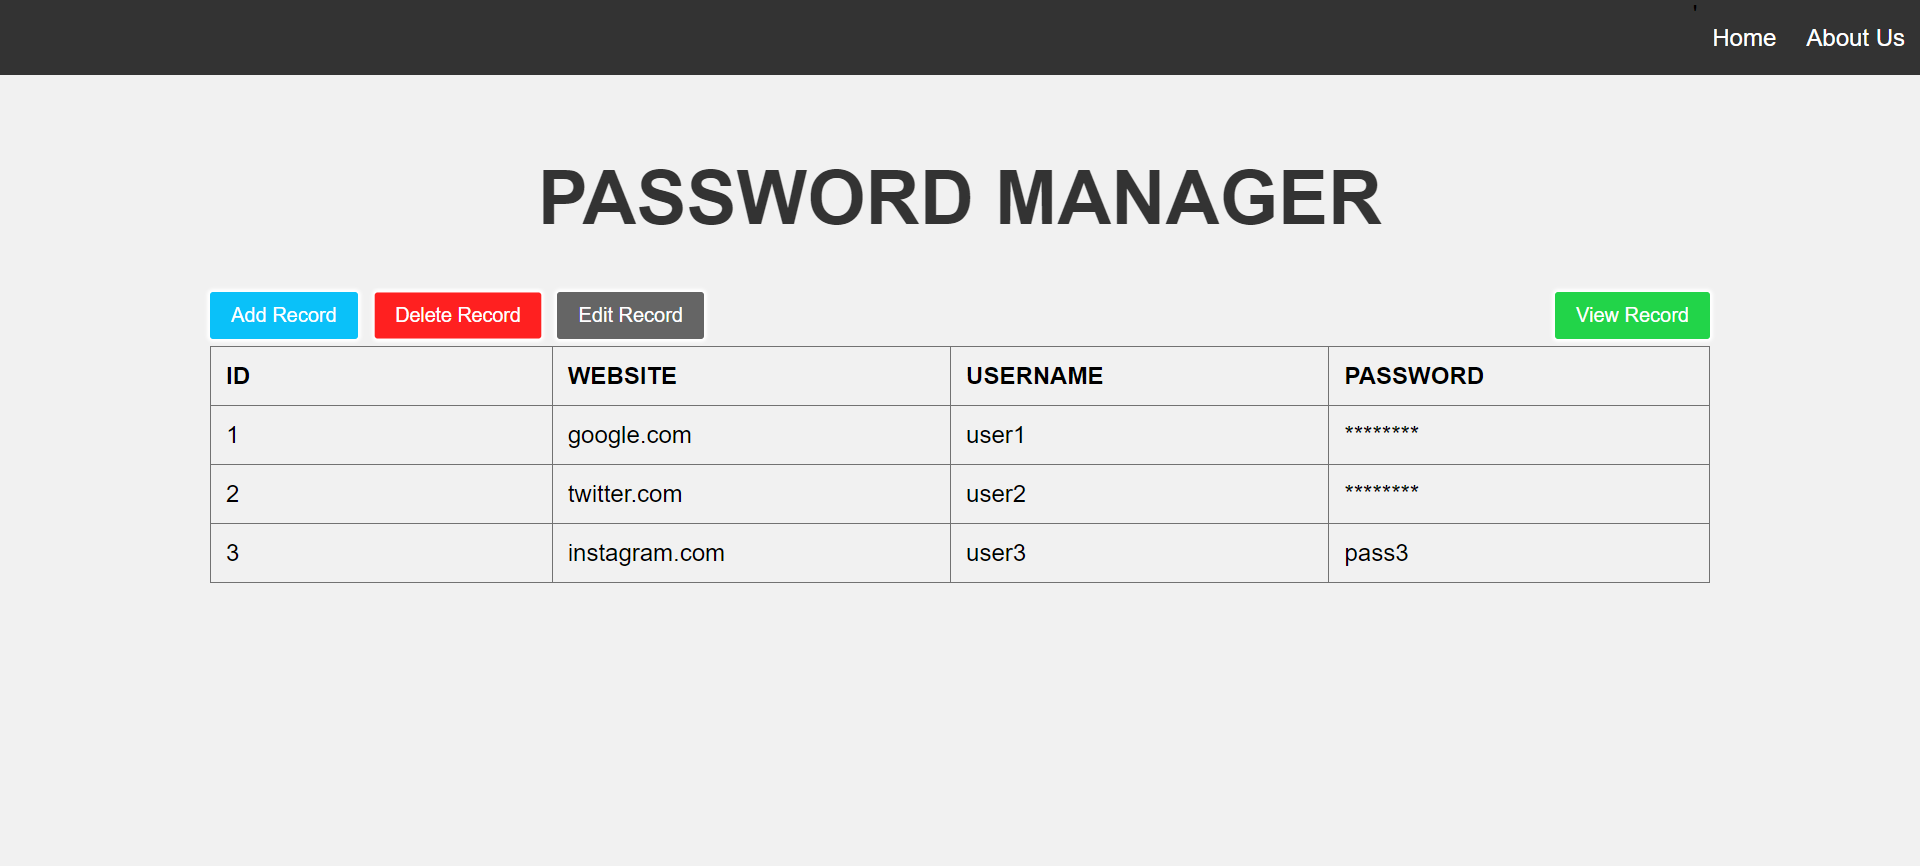 '
Home About Us
PASSWORD MANAGER
Add Record Delete Record Edit Record View Record
ID WEBSITE USERNAME PASSWORD
1 google.com user1 ********
2 twitter.com user2 ********
3 instagram.com user3 pass3